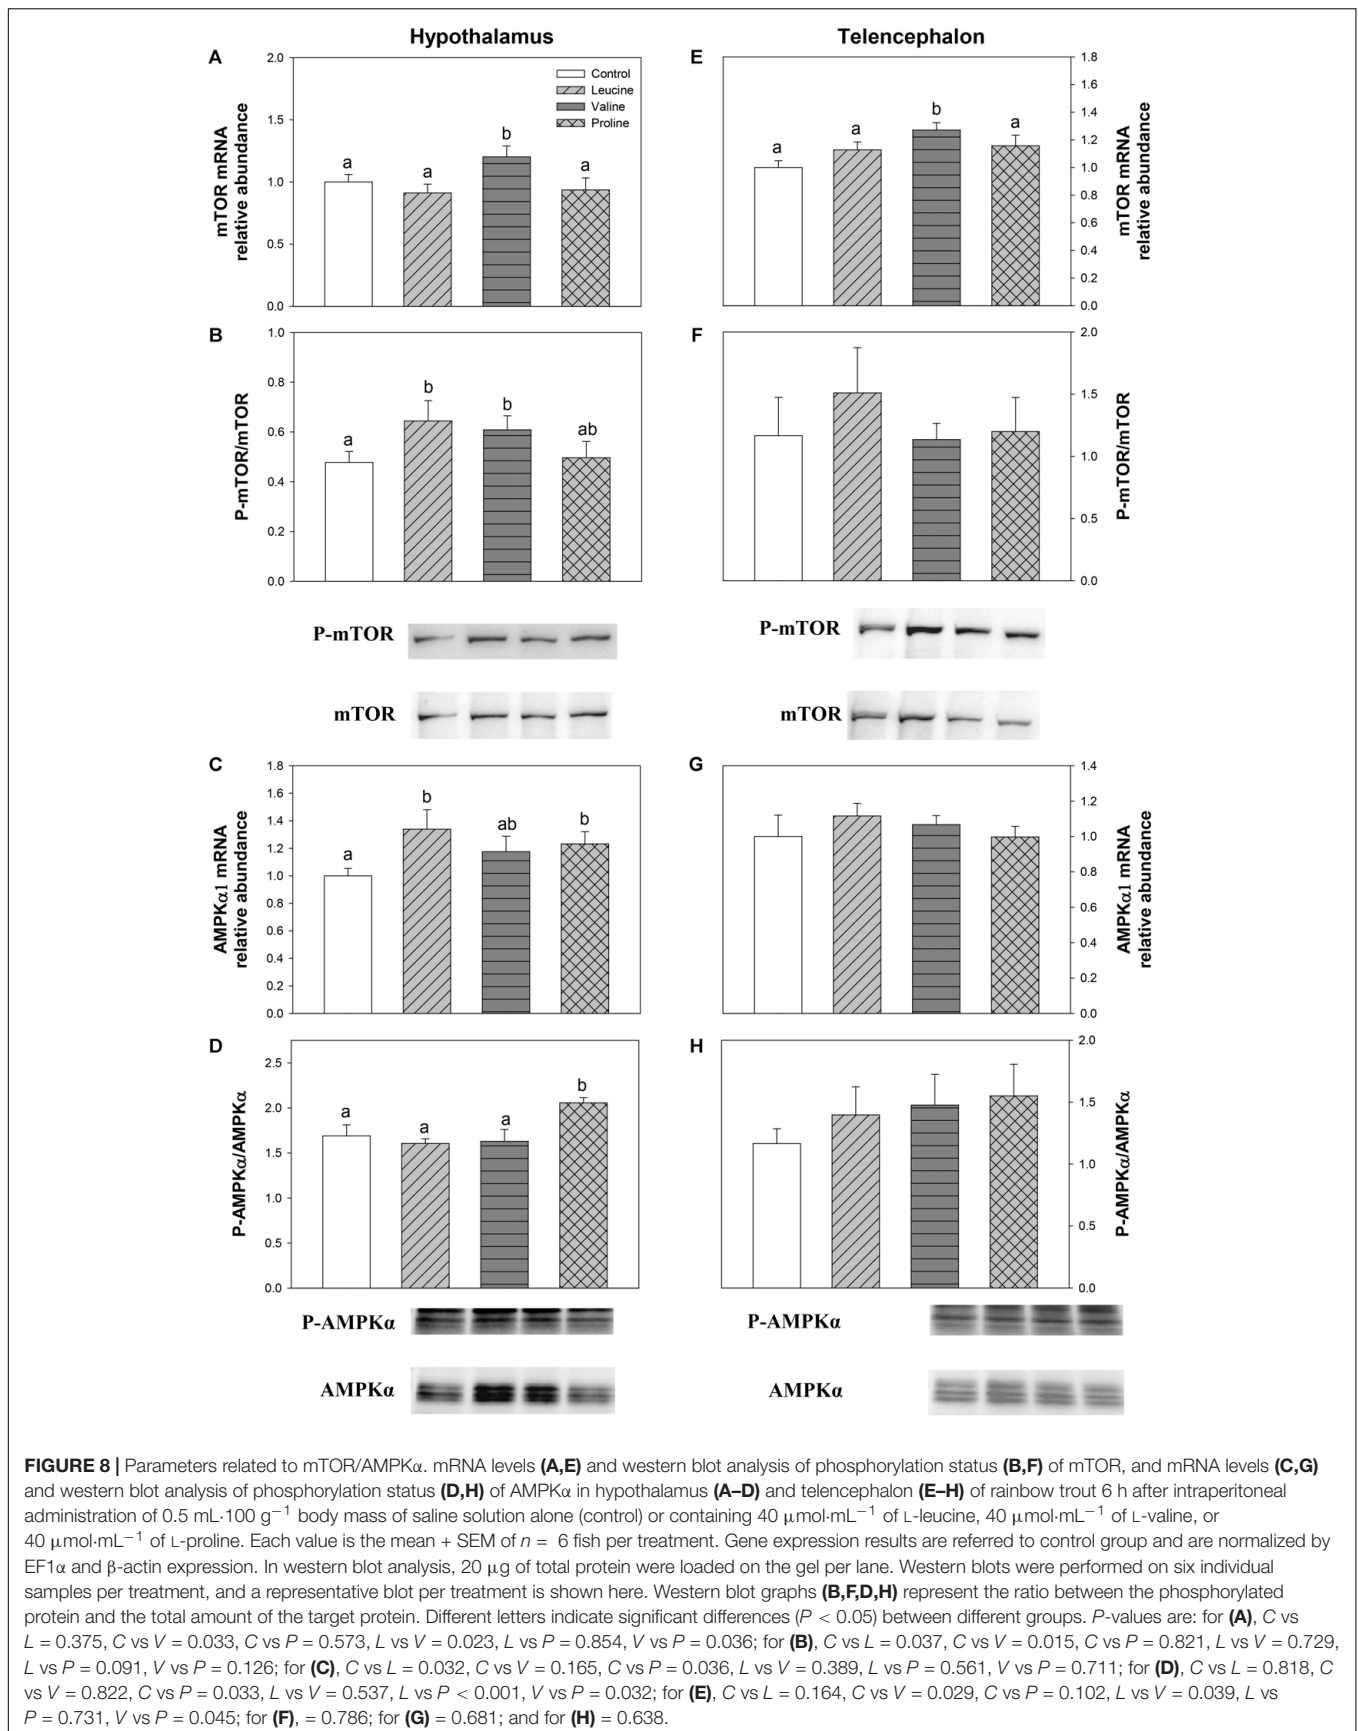 Hypothalamus
Telencephalon
A
2.0
1.5
1.0
0.5
0.0
mTOR mRNA
relative abundance
Control
Leucine
Valine
Proline
a
a
b
a
E
1.8
1.6
1.4
1.2
1.0
0.8
0.6
0.4
0.2
0.0
mTOR mRNA
relative abundance
a
a
b
a
B
1.0
0.8
0.6
0.4
0.2
0.0
P-mTOR/mTOR
a
b
b
ab
F
2.0
1.5
1.0
0.5
0.0
P-mTOR/mTOR
P-mTOR
P-mTOR
mTOR
mTOR
C
1.8
1.6
1.4
1.2
1.0
0.8
0.6
0.4
0.2
0.0
AMPKα1 mRNA
relative abundance
a
b
ab
b
G
1.4
1.2
1.0
0.8
0.6
0.4
0.2
0.0
AMPKα1 mRNA
relative abundance
D
2.5
2.0
1.5
1.0
0.5
0.0
P-AMPKα/AMPKα
a
a
a
b
H
2.0
1.5
1.0
0.5
0.0
P-AMPKα/AMPKα
P-AMPKα
P-AMPKα
AMPKα
AMPKα
FIGURE 8 | Parameters related to mTOR/AMPKα. mRNA levels (A,E) and western blot analysis of phosphorylation status (B,F) of mTOR, and mRNA levels (C,G)
and western blot analysis of phosphorylation status (D,H) of AMPKα in hypothalamus (A–D) and telencephalon (E–H) of rainbow trout 6 h after intraperitoneal
administration of 0.5 mL·100 g⁻¹ body mass of saline solution alone (control) or containing 40 μmol·mL⁻¹ of L-leucine, 40 μmol·mL⁻¹ of L-valine, or
40 μmol·mL⁻¹ of L-proline. Each value is the mean + SEM of n = 6 fish per treatment. Gene expression results are referred to control group and are normalized by
EF1α and β-actin expression. In western blot analysis, 20 μg of total protein were loaded on the gel per lane. Western blots were performed on six individual
samples per treatment, and a representative blot per treatment is shown here. Western blot graphs (B,F,D,H) represent the ratio between the phosphorylated
protein and the total amount of the target protein. Different letters indicate significant differences (P < 0.05) between different groups. P-values are: for (A), C vs
L = 0.375, C vs V = 0.033, C vs P = 0.573, L vs V = 0.023, L vs P = 0.854, V vs P = 0.036; for (B), C vs L = 0.037, C vs V = 0.015, C vs P = 0.821, L vs V = 0.729,
L vs P = 0.091, V vs P = 0.126; for (C), C vs L = 0.032, C vs V = 0.165, C vs P = 0.036, L vs V = 0.389, L vs P = 0.561, V vs P = 0.711; for (D), C vs L = 0.818, C
vs V = 0.822, C vs P = 0.033, L vs V = 0.537, L vs P < 0.001, V vs P = 0.032; for (E), C vs L = 0.164, C vs V = 0.029, C vs P = 0.102, L vs V = 0.039, L vs
P = 0.731, V vs P = 0.045; for (F), = 0.786; for (G) = 0.681; and for (H) = 0.638.